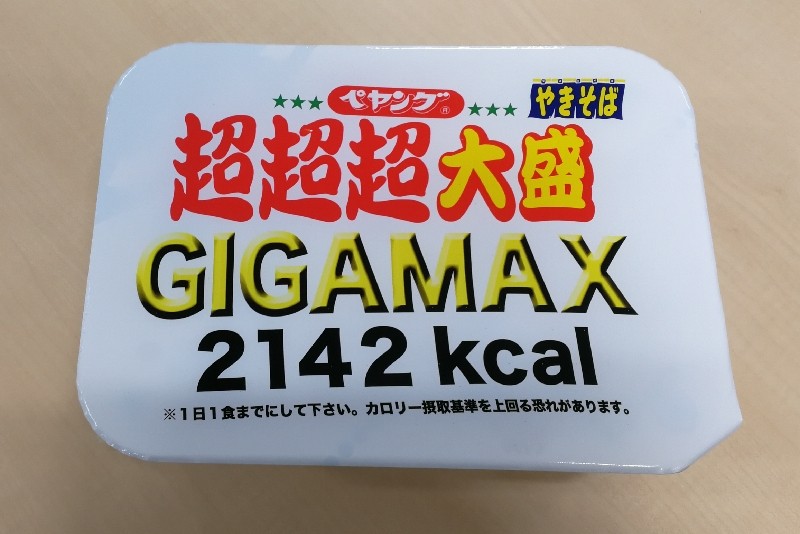 ★★★ ペヤング® ★★★ やきそば
超超超大盛
GIGAMAX
2142 kcal
※1日1食までにして下さい。カロリー摂取基準を上回る恐れがあります。